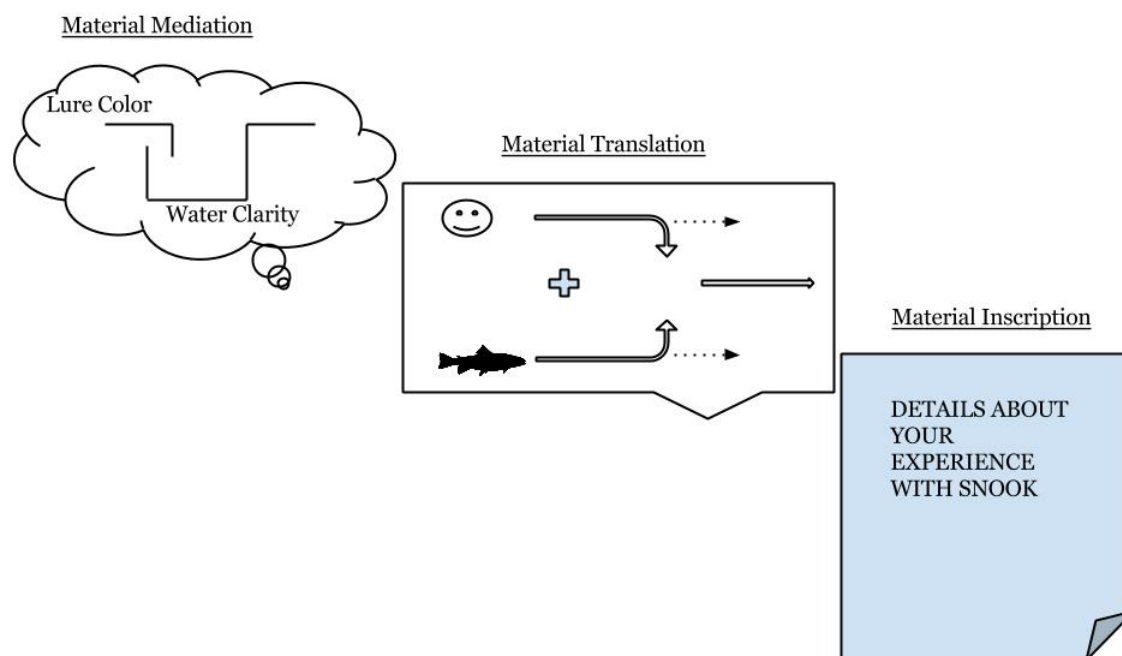 Material Mediation
Lure Color
Water Clarity
Material Translation
Material Inscription
DETAILS ABOUT
YOUR
EXPERIENCE
WITH SNOOK